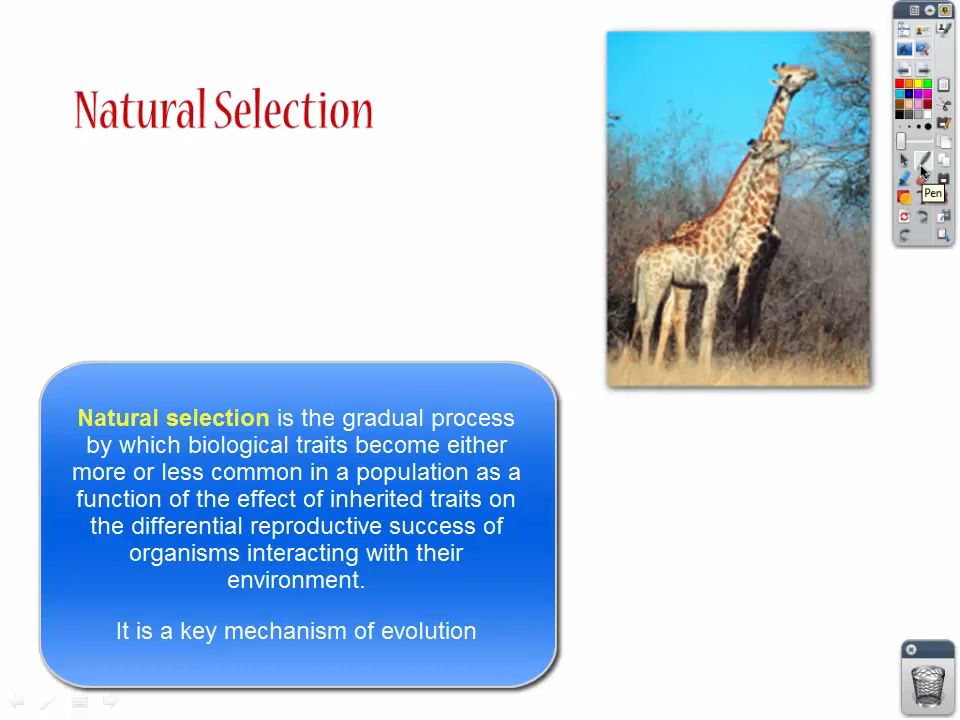 Natural Selection
Pen
Natural selection is the gradual process
by which biological traits become either
more or less common in a population as a
function of the effect of inherited traits on
the differential reproductive success of
organisms interacting with their
environment.
It is a key mechanism of evolution